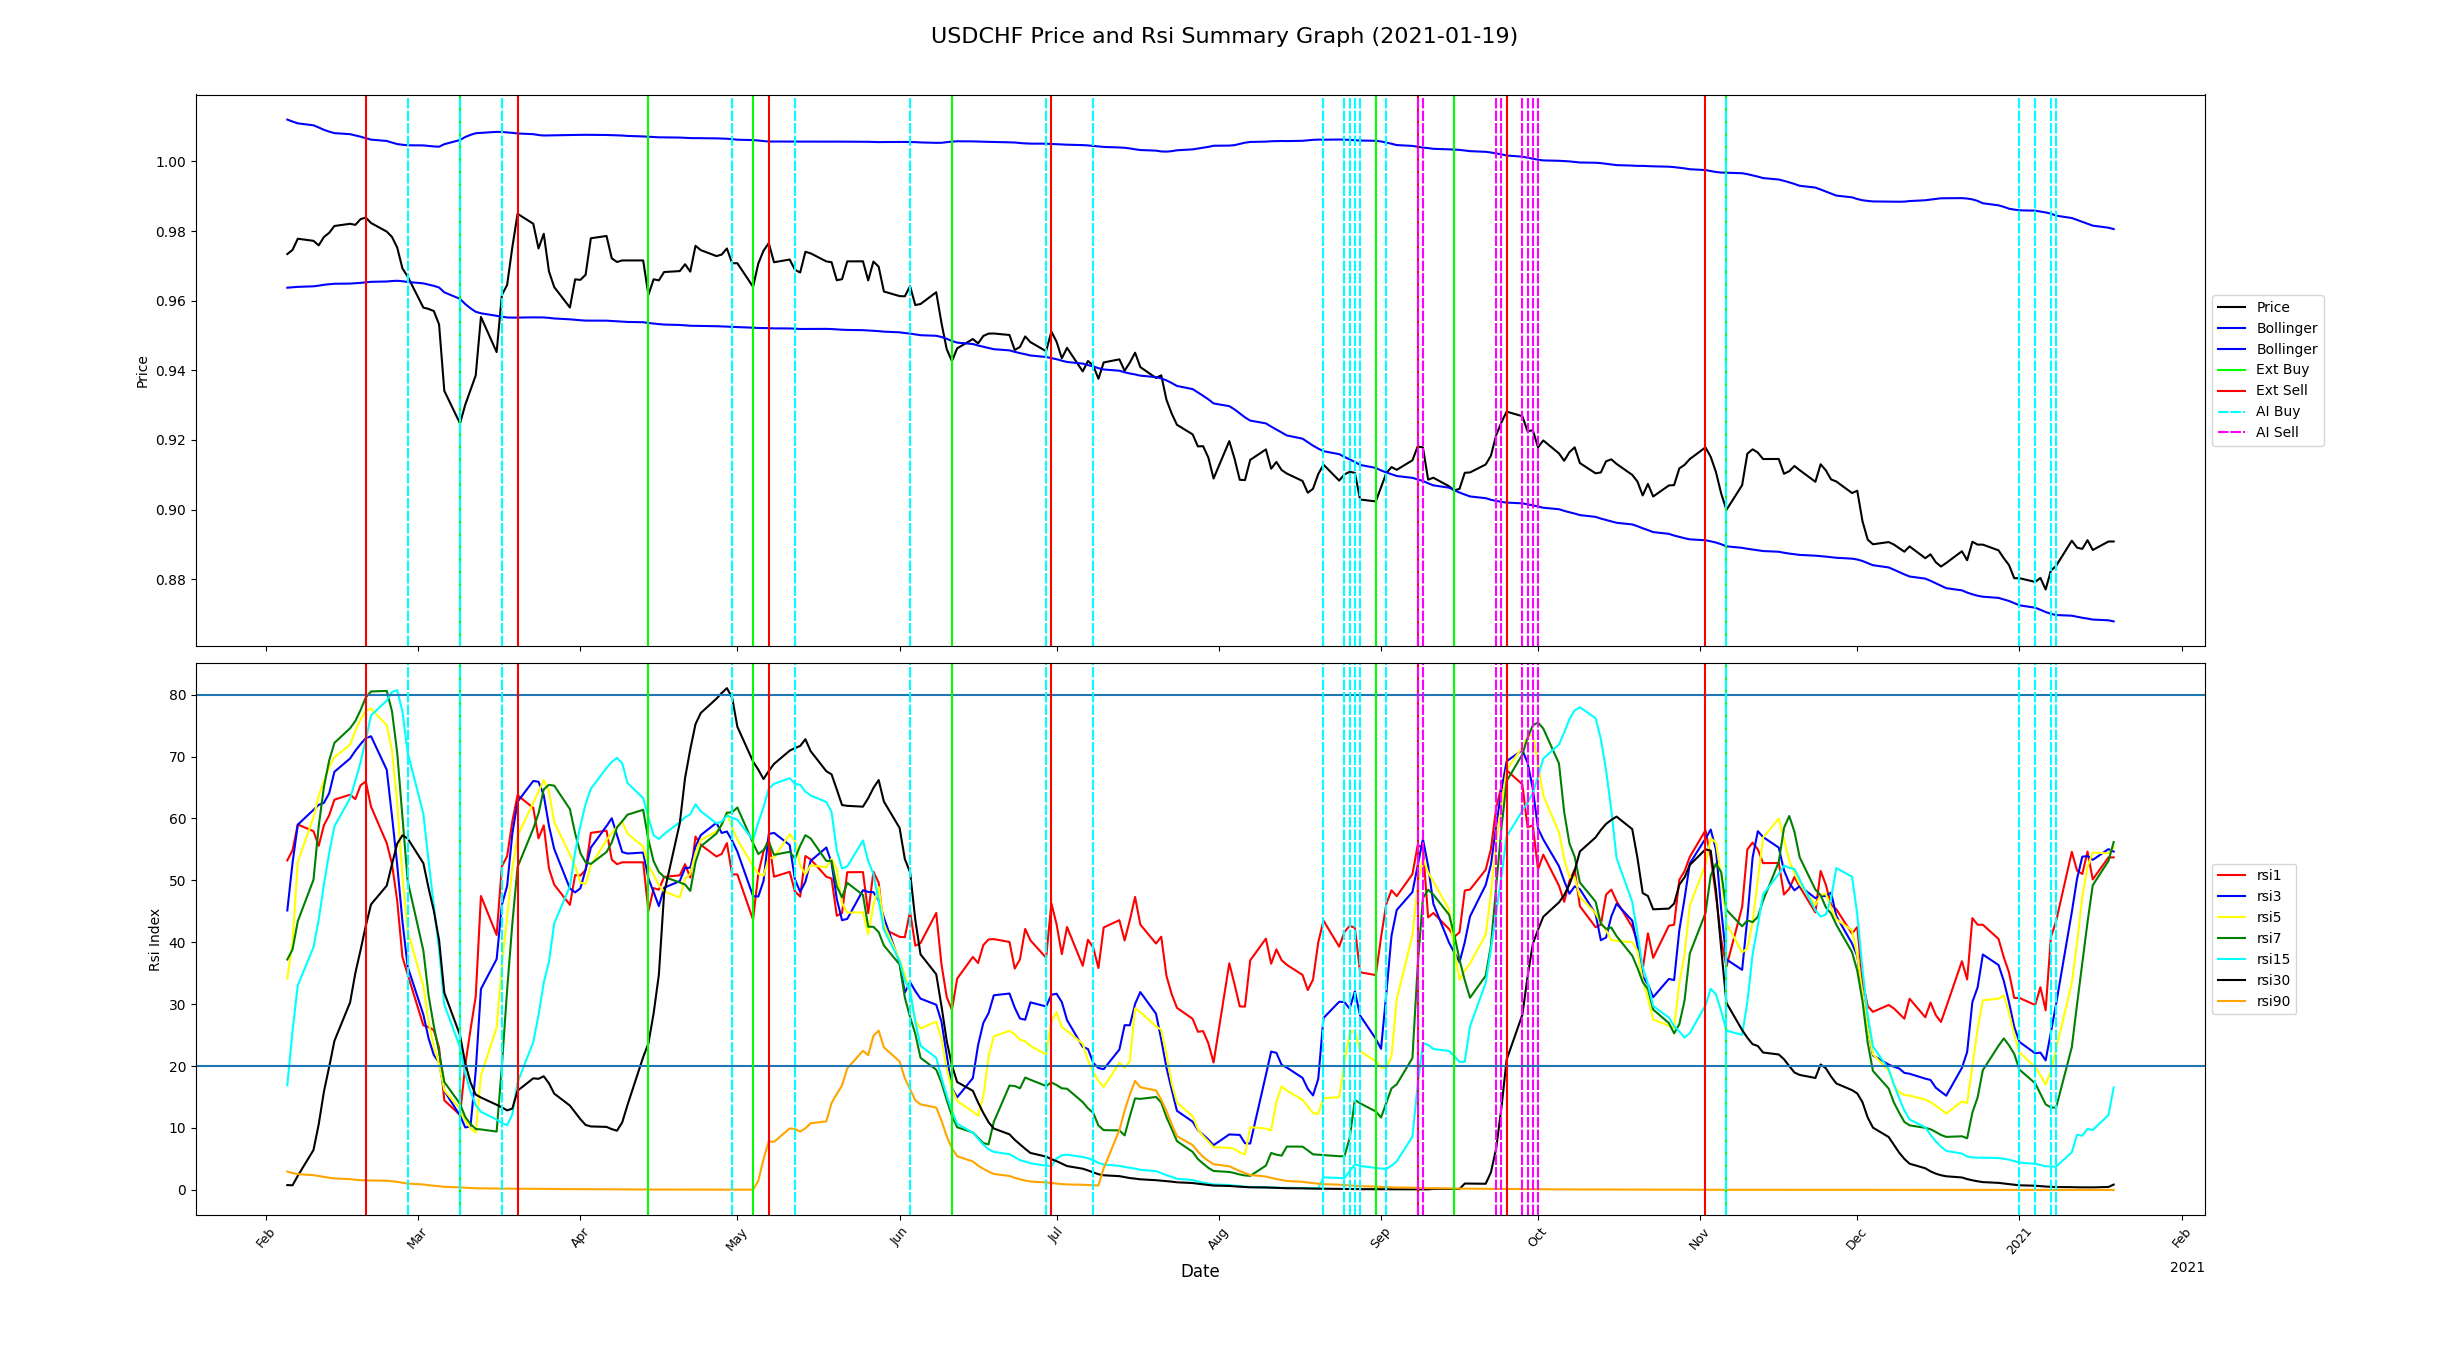 USDCHF Price and Rsi Summary Graph (2021-01-19)
Price
1.00
0.98
0.96
0.94
0.92
0.90
0.88
Price
Bollinger
Bollinger
Ext Buy
Ext Sell
AI Buy
AI Sell
Rsi Index
80
70
60
50
40
30
20
10
0
rsi1
rsi3
rsi5
rsi7
rsi15
rsi30
rsi90
Feb
Mar
Apr
May
Jun
Jul
Aug
Sep
Oct
Nov
Dec
2021
Feb
Date
2021